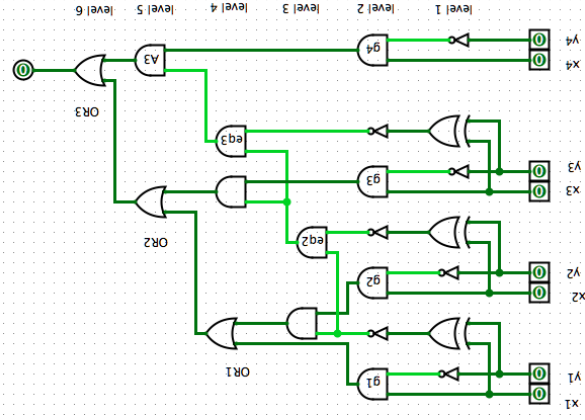 x1 0
g1
y1 0
OR1
x2 0
g2
y2 0
OR2
eq2
x3 0
g3
y3 0
eq3
OR3
0
x4 0
A3
g4
y4 0
level 1 level 2 level 3 level 4 level 5 level 6